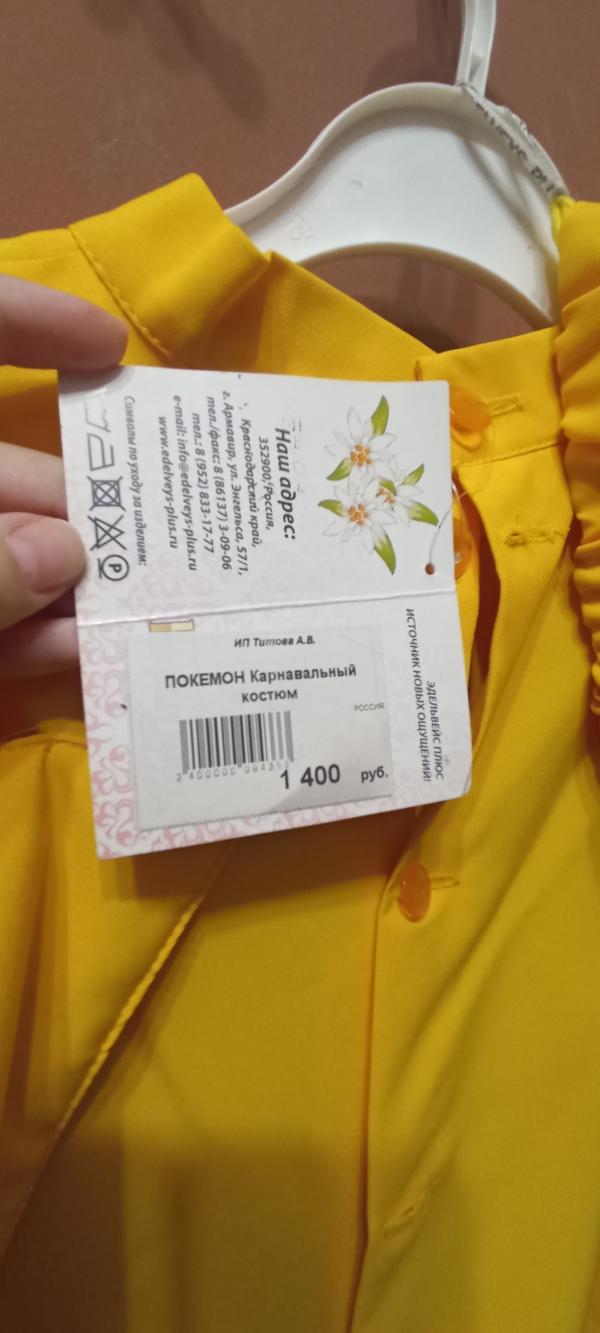 Наш адрес:
352900, Россия,
Краснодарский край,
г. Армавир, ул. Энгельса, 57/1,
тел./факс: 8 (86137) 3-09-06
тел.: 8 (952) 833-17-77
e-mail: info@edelveys-plus.ru
www.edelveys-plus.ru
Символы по уходу за изделием:
P
ЭДЕЛЬВЕЙС ПЛЮС
ИСТОЧНИК НОВЫХ ОЩУЩЕНИЙ!
ИП Титова А.В.
ПОКЕМОН Карнавальный
костюм
РОССИЯ
1 400 руб.